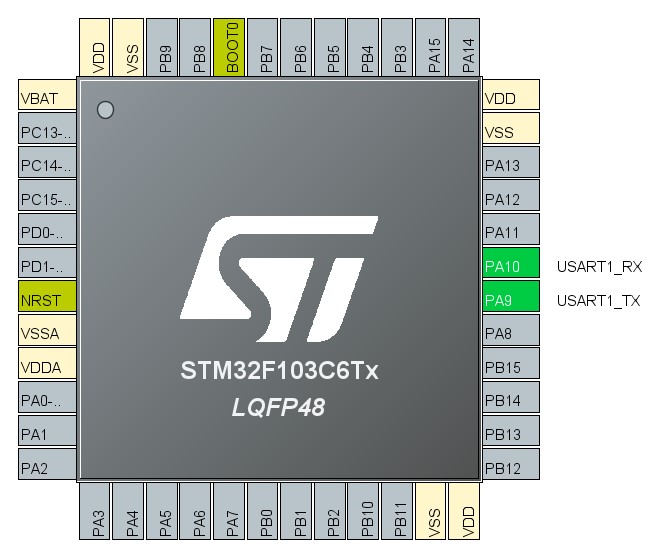 VDD
VSS
PB9
PB8
BOOT0
PB7
PB6
PB5
PB4
PB3
PA15
PA14
VBAT
PC13-..
PC14-..
PC15-..
PD0-..
PD1-..
NRST
VSSA
VDDA
PA0-..
PA1
PA2
VDD
VSS
PA13
PA12
PA11
PA10 USART1_RX
PA9 USART1_TX
PA8
PB15
PB14
PB13
PB12
ST
STM32F103C6Tx
LQFP48
PA3
PA4
PA5
PA6
PA7
PB0
PB1
PB2
PB10
PB11
VSS
VDD